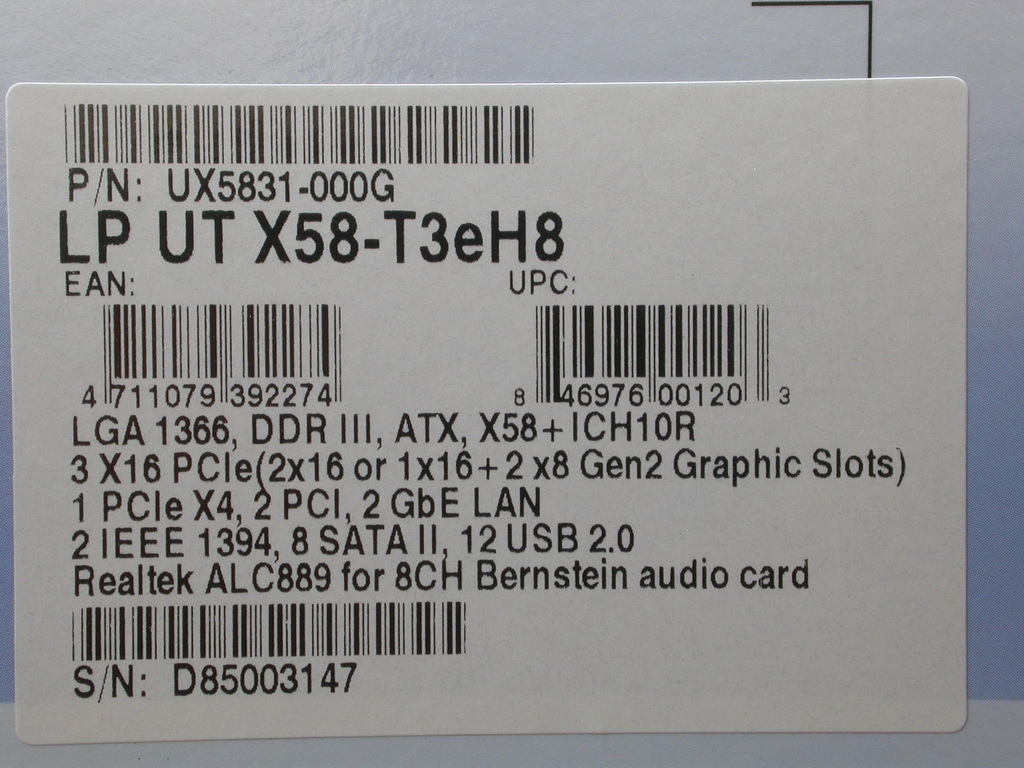 P/N: UX5831-000G
LP UT X58-T3eH8
EAN: UPC:
4 711079 392274 8 46976 00120 3
LGA 1366, DDR III, ATX, X58+ICH10R
3 X16 PCIe(2x16 or 1x16+2 x8 Gen2 Graphic Slots)
1 PCIe X4, 2 PCI, 2 GbE LAN
2 IEEE 1394, 8 SATA II, 12 USB 2.0
Realtek ALC889 for 8CH Bernstein audio card
S/N: D85003147